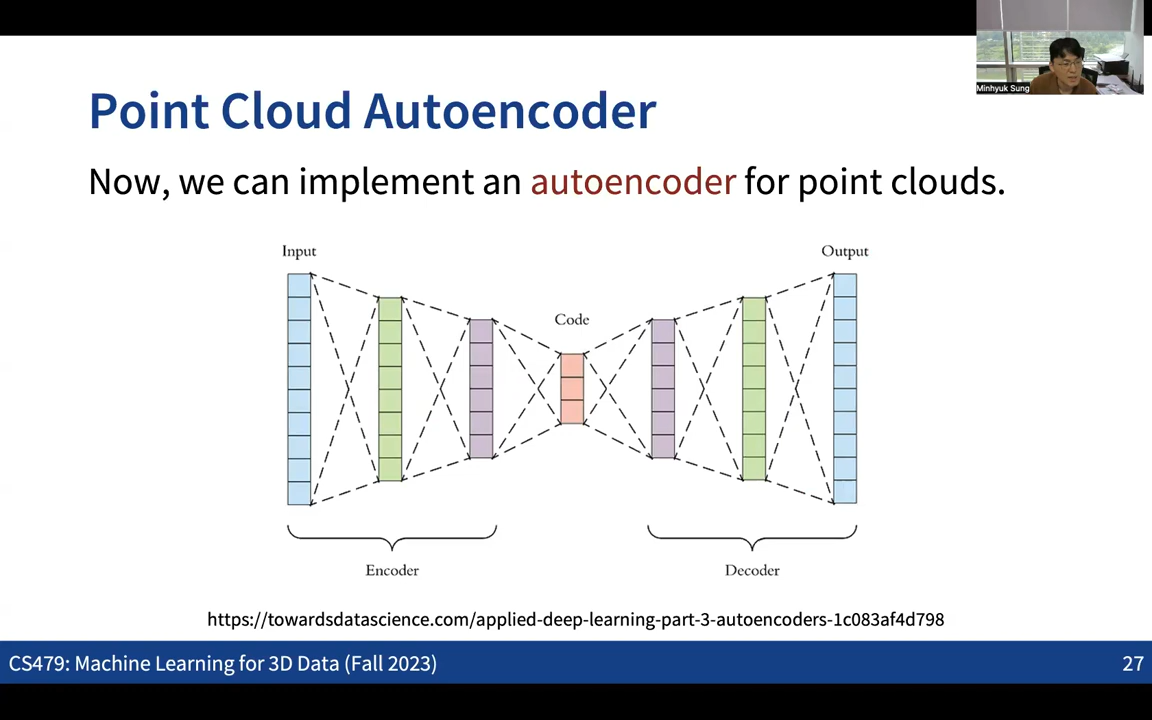 Minhyuk Sung
Point Cloud Autoencoder
Now, we can implement an autoencoder for point clouds.
Input
Output
Code
Encoder
Decoder
https://towardsdatascience.com/applied-deep-learning-part-3-autoencoders-1c083af4d798
CS479: Machine Learning for 3D Data (Fall 2023)
27